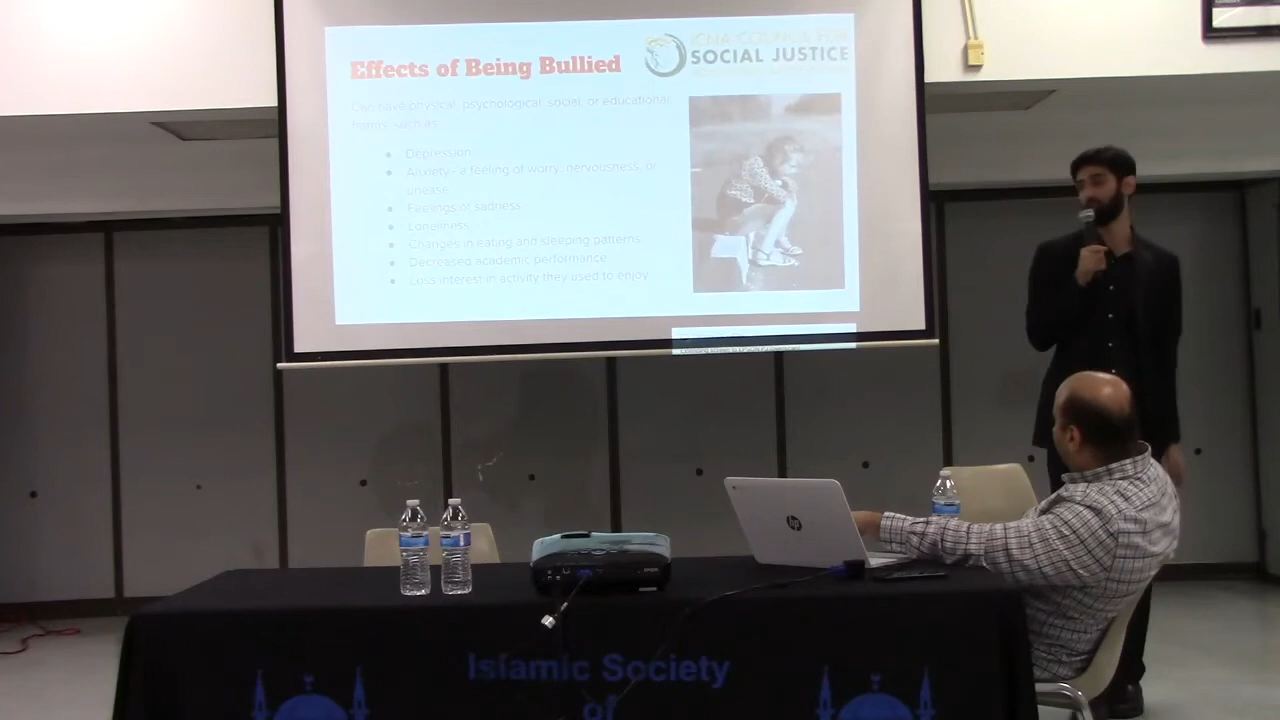 Effects of Being Bullied
ICNA COUNCIL FOR
SOCIAL JUSTICE
Can have physical, psychological, social, or educational
harms, such as
● Depression
● Anxiety - a feeling of worry, nervousness, or
unease
● Feelings of sadness
● Loneliness
● Changes in eating and sleeping patterns
● Decreased academic performance
● Loss interest in activity they used to enjoy
hp
EPSON
Islamic Society
of